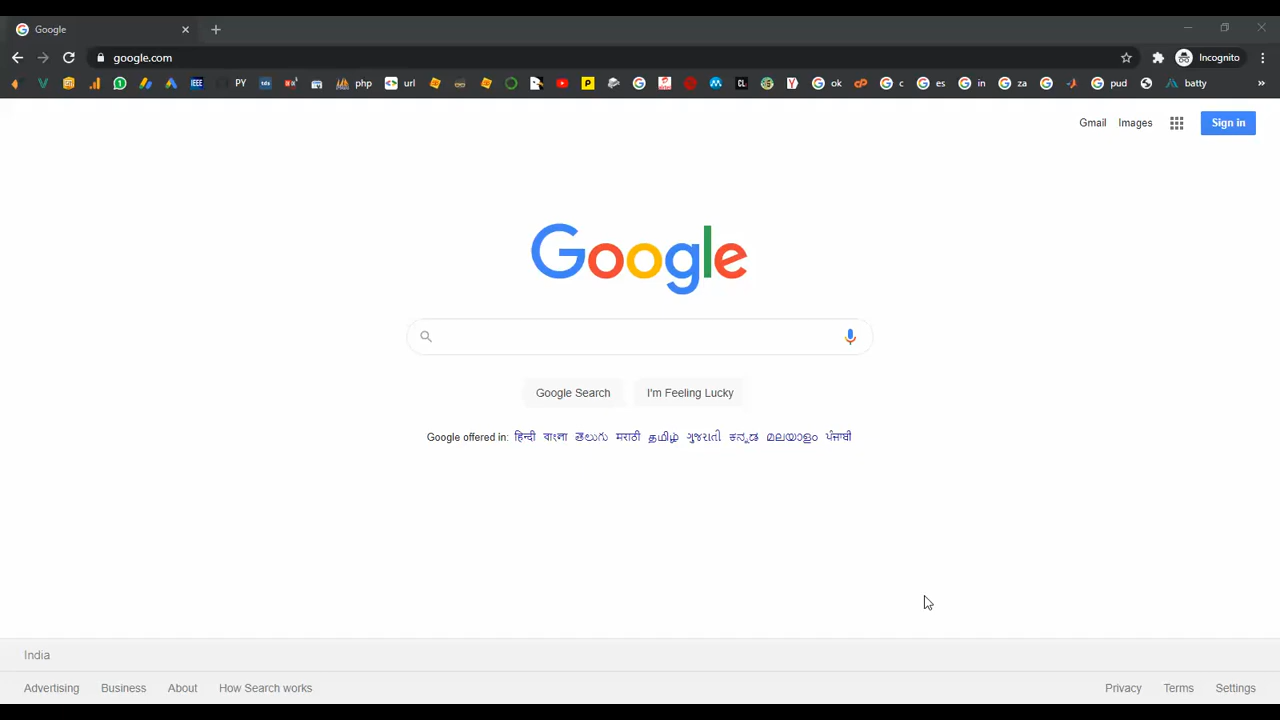 Google
google.com
Incognito
PY php url ok c es in za pud batty
Gmail Images Sign in
Google
Google Search I'm Feeling Lucky
Google offered in: हिन्दी বাংলা తెలుగు मराठी தமிழ் ગુજરાતી ಕನ್ನಡ മലയാളം ਪੰਜਾਬੀ
India
Advertising Business About How Search works Privacy Terms Settings